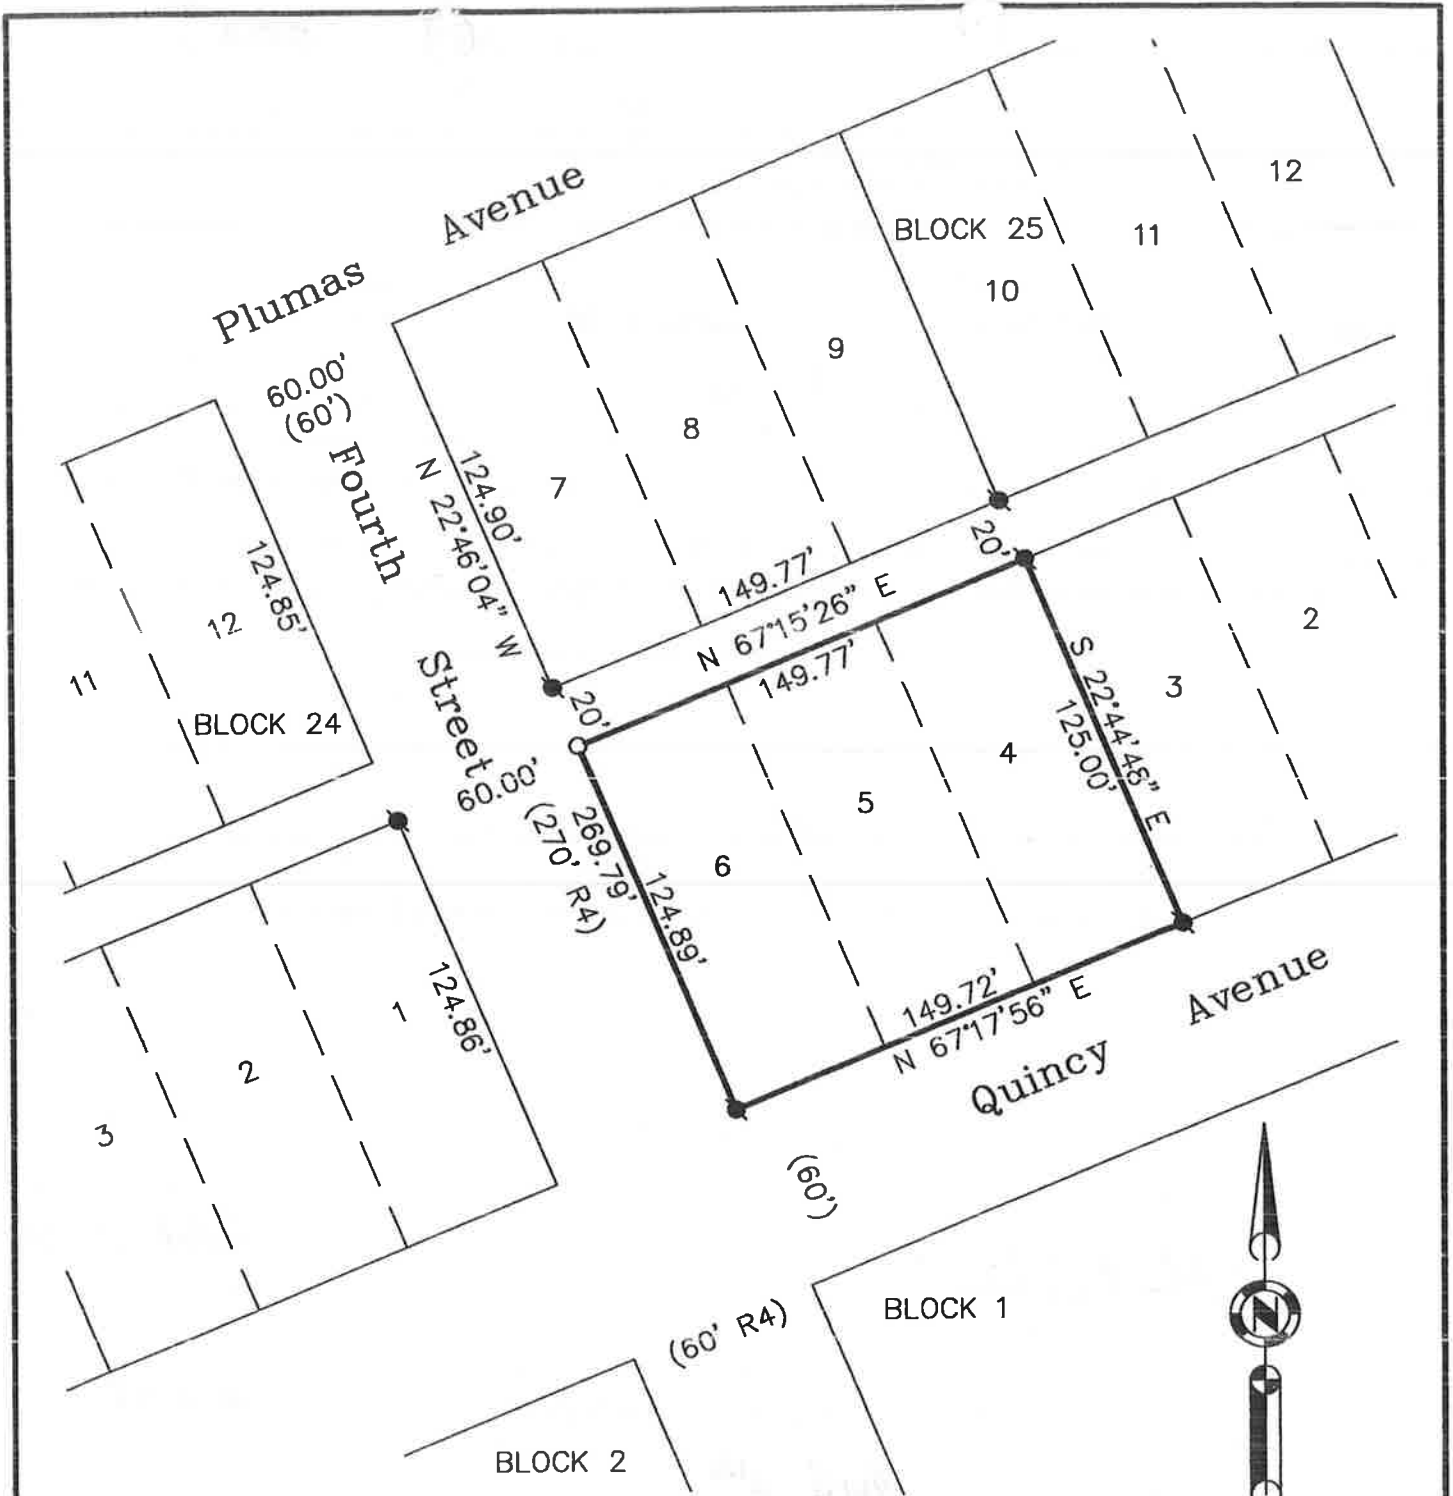 Plumas Avenue
60.00'
(60')
Fourth Street
BLOCK 25
12
11
10
9
8
7
124.90'
N 22°46'04" W
124.85'
12
11
BLOCK 24
149.77'
N 67°15'26" E
149.77'
20'
20'
60.00'
269.79'
(270' R4)
124.89'
6
5
4
S 22°44'48" E
125.00'
3
2
1
124.86'
2
3
149.72'
N 67°17'56" E
Quincy Avenue
(60')
(60' R4)
BLOCK 1
BLOCK 2
N